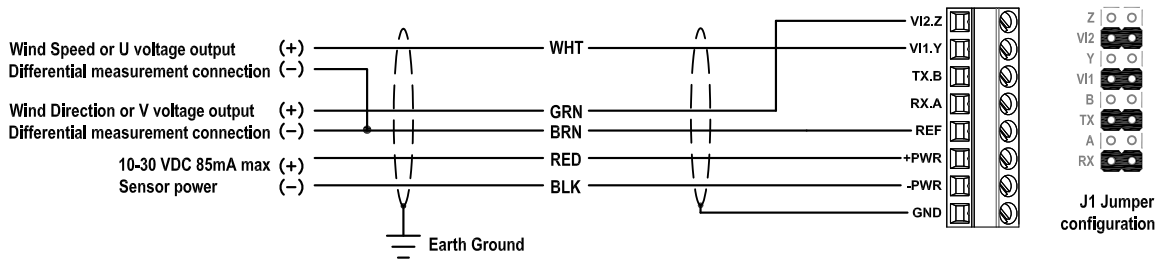 Wind Speed or U voltage output (+)
Differential measurement connection (−)
Wind Direction or V voltage output (+)
Differential measurement connection (−)
10-30 VDC 85mA max (+)
Sensor power (−)
Earth Ground
WHT
GRN
BRN
RED
BLK
VI2.Z
VI1.Y
TX.B
RX.A
REF
+PWR
-PWR
GND
Z
VI2
Y
VI1
B
TX
A
RX
J1 Jumper
configuration